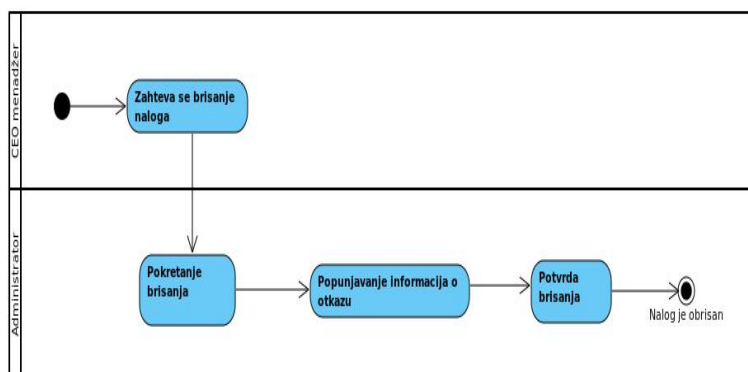 CEO menadžer
Zahteva se brisanje
naloga
Administrator
Pokretanje
brisanja
Popunjavanje informacija o
otkazu
Potvrda
brisanja
Nalog je obrisan